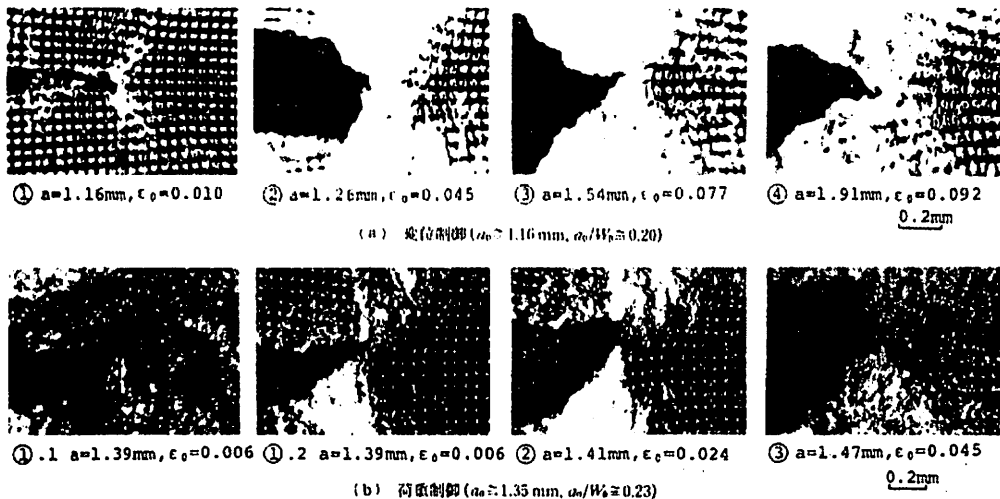 ① a=1.16mm, ε₀=0.010
② a=1.26mm, ε₀=0.045
③ a=1.54mm, ε₀=0.077
④ a=1.91mm, ε₀=0.092
0.2mm
(a) 変位制御 (a₀≅1.16 mm, a₀/W₀≅0.20)
①.1 a=1.39mm, ε₀=0.006
①.2 a=1.39mm, ε₀=0.006
② a=1.41mm, ε₀=0.024
③ a=1.47mm, ε₀=0.045
0.2mm
(b) 荷重制御 (a₀≅1.35 mm, a₀/W₀≅0.23)